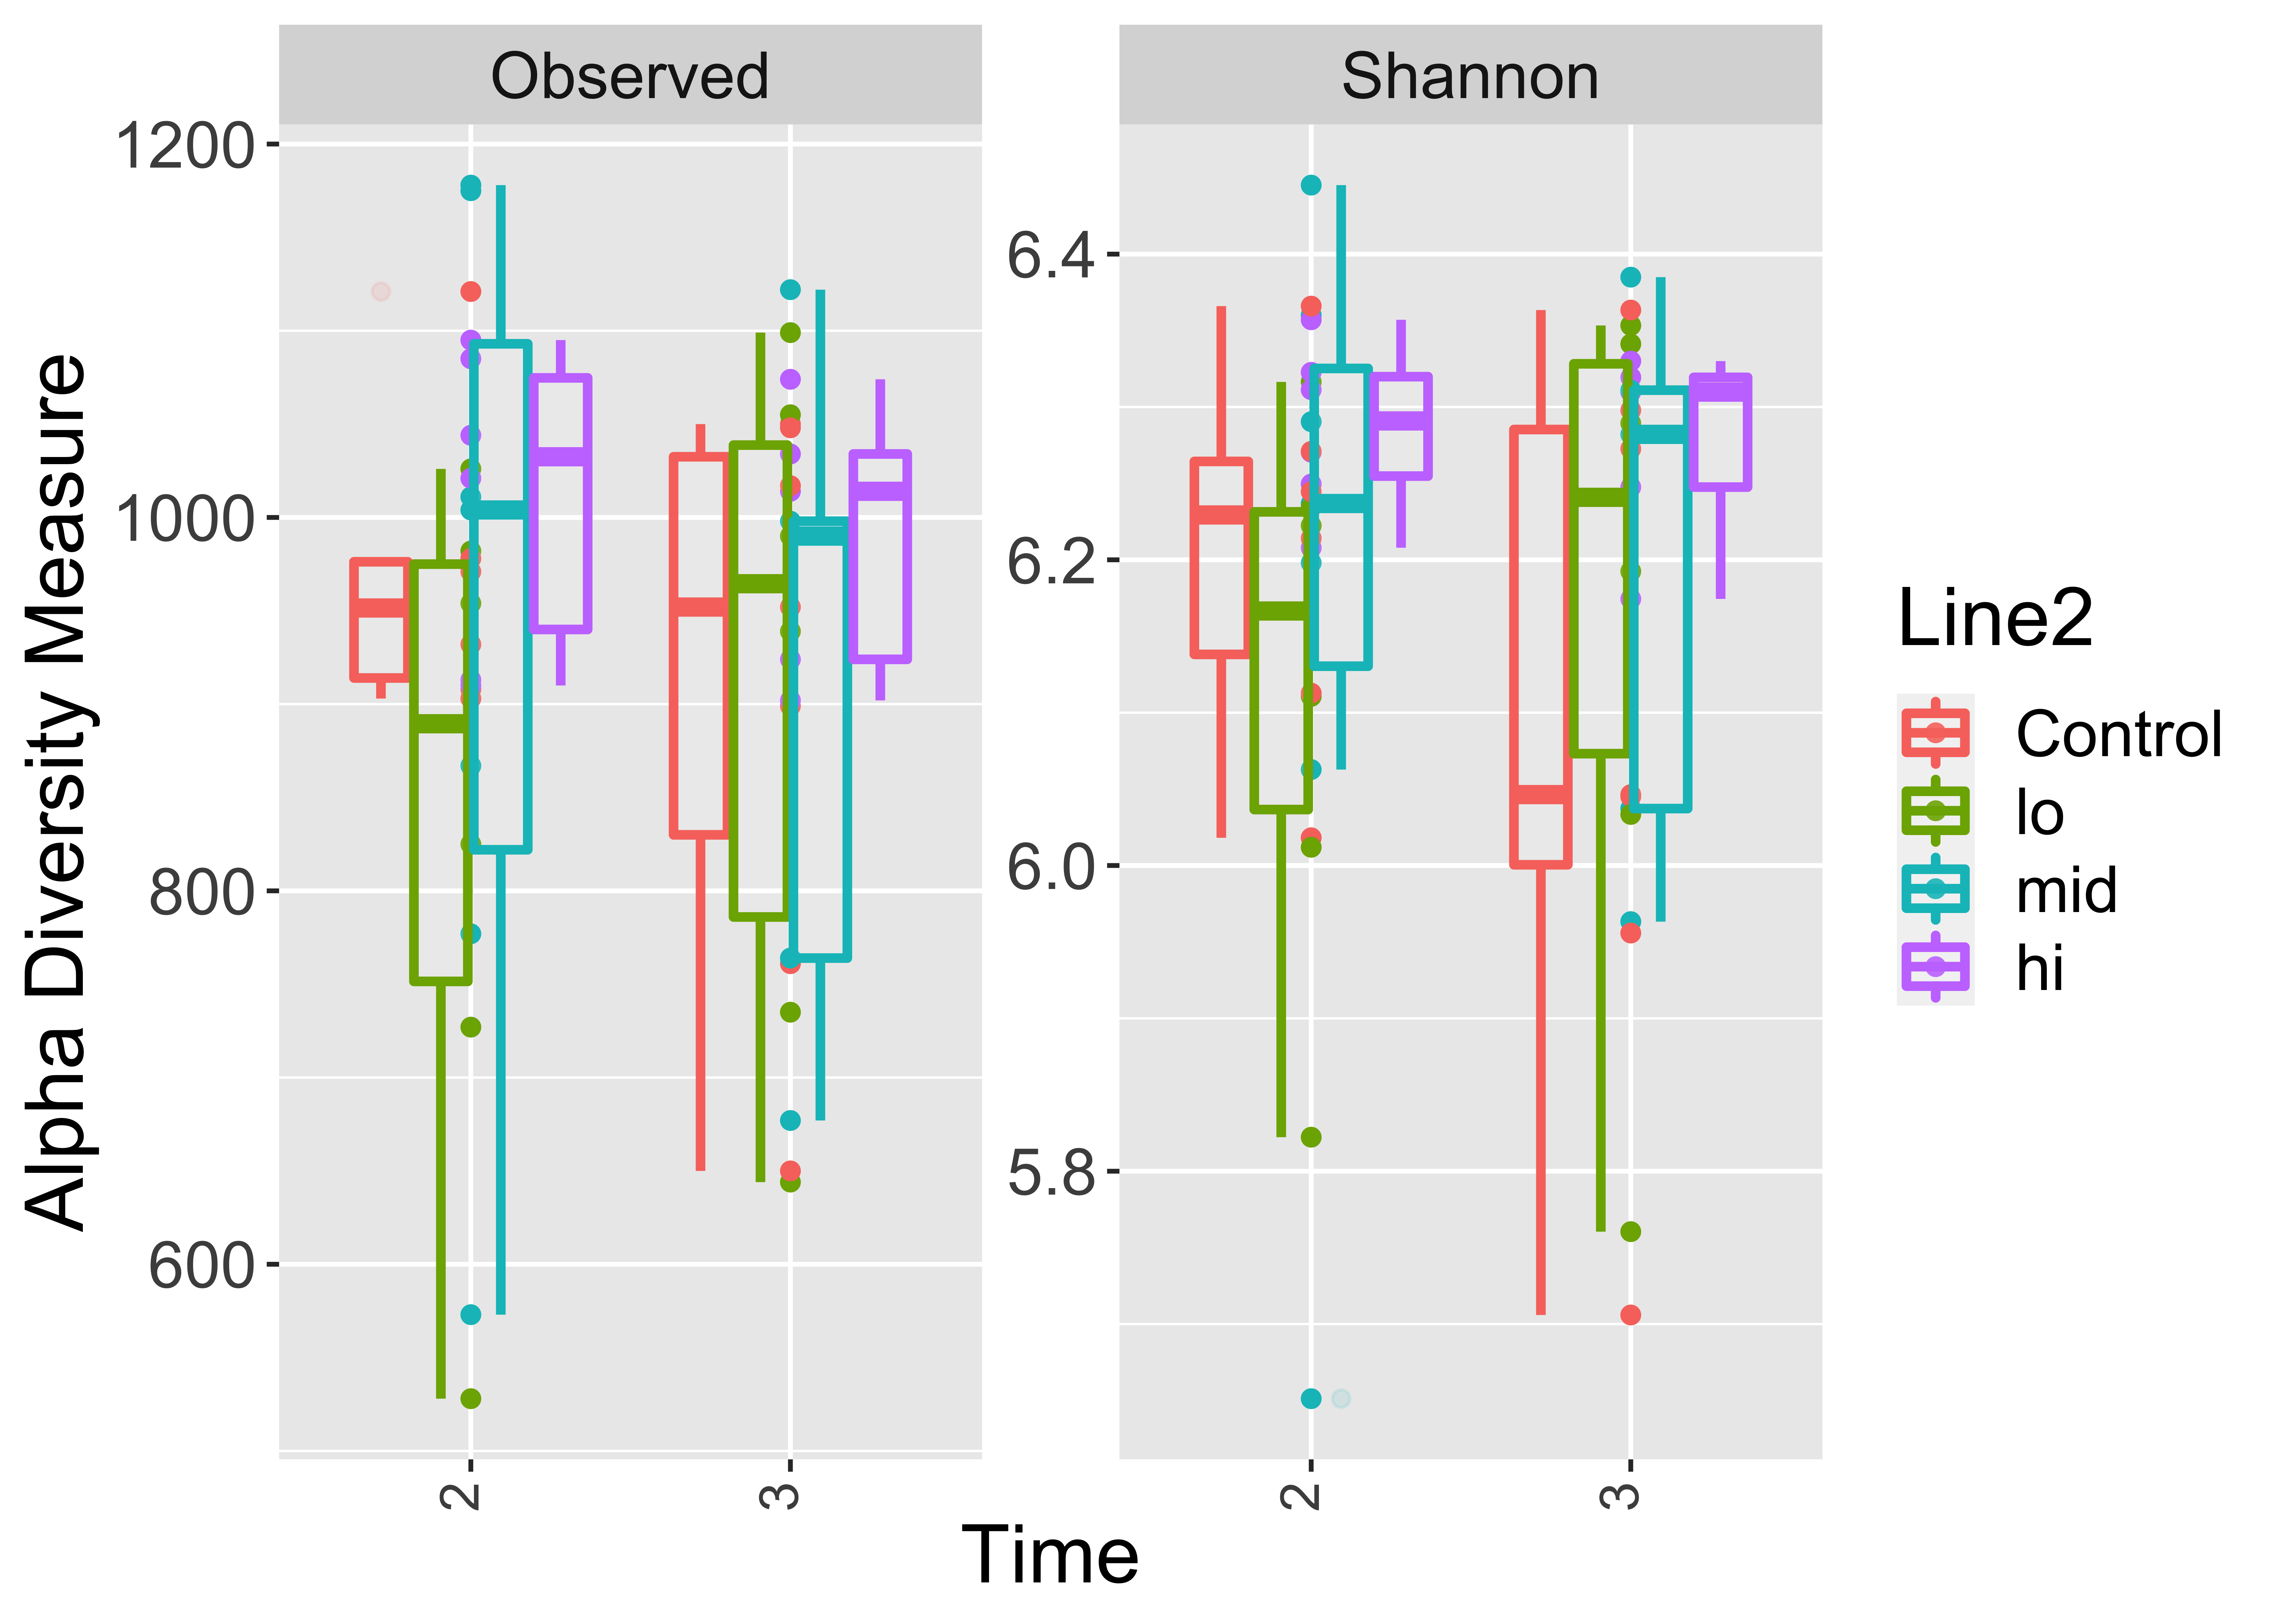 Observed
Shannon
Alpha Diversity Measure
1200
1000
800
600
6.4
6.2
6.0
5.8
2
3
2
3
Time
Line2
Control
lo
mid
hi